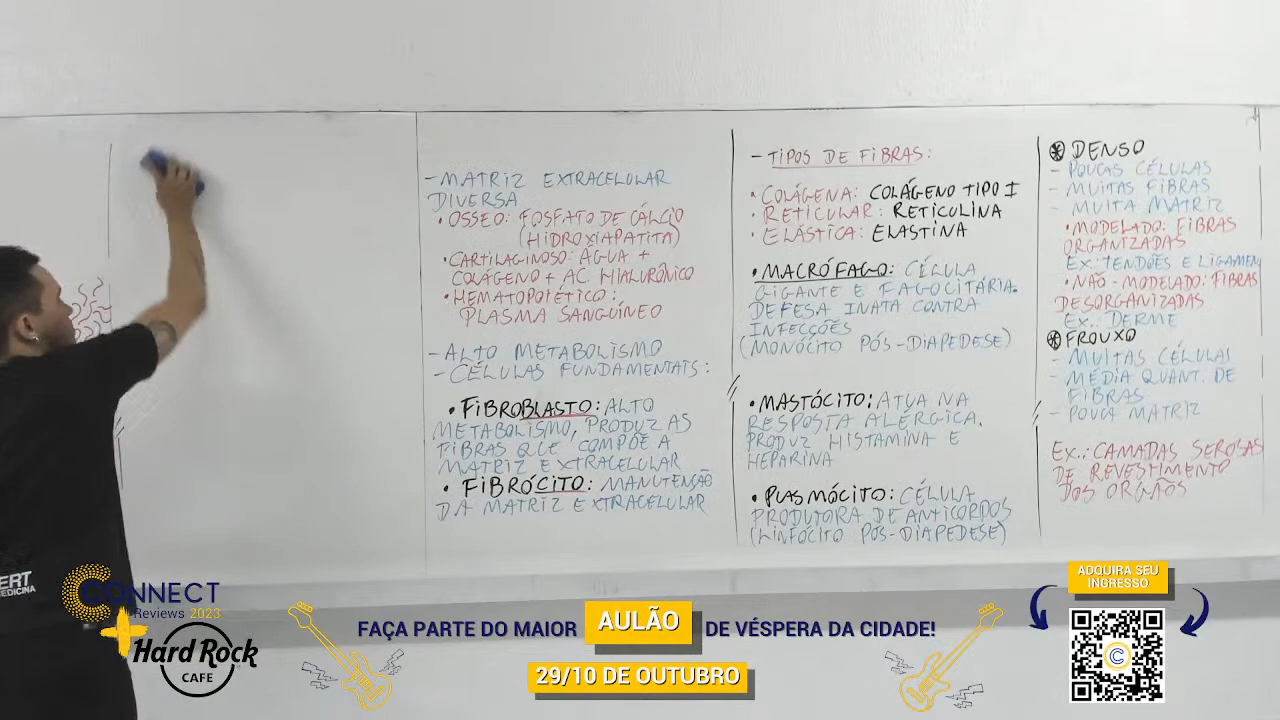 - MATRIZ EXTRACELULAR
DIVERSA
• OSSEO: FOSFATO DE CÁLCIO
(HIDROXIAPATITA)
• CARTILAGINOSO: ÁGUA +
COLÁGENO + AC. HIALURÔNICO
• HEMATOPOIÉTICO:
PLASMA SANGUÍNEO
- ALTO METABOLISMO
- CÉLULAS FUNDAMENTAIS:
• FIBROBLASTO: ALTO
METABOLISMO, PRODUZ AS
FIBRAS QUE COMPÕE A
MATRIZ EXTRACELULAR
• FIBRÓCITO: MANUTENÇÃO
DA MATRIZ EXTRACELULAR
- TIPOS DE FIBRAS:
• COLÁGENA: COLÁGENO TIPO I
• RETICULAR: RETICULINA
• ELÁSTICA: ELASTINA
• MACRÓFAGO: CÉLULA
GIGANTE E FAGOCITÁRIA.
DEFESA INATA CONTRA
INFECÇÕES
(MONÓCITO PÓS-DIAPEDESE)
• MASTÓCITO: ATUA NA
RESPOSTA ALÉRGICA.
PRODUZ HISTAMINA E
HEPARINA
• PLASMÓCITO: CÉLULA
PRODUTORA DE ANTICORPOS
(LINFÓCITO PÓS-DIAPEDESE)
DENSO
- POUCAS CÉLULAS
- MUITAS FIBRAS
- MUITA MATRIZ
• MODELADO: FIBRAS
ORGANIZADAS
EX.: TENDÕES E LIGAMEN
• NÃO-MODELADO: FIBRAS
DESORGANIZADAS
EX.: DERME
FROUXO
- MUITAS CÉLULAS
- MÉDIA QUANT. DE
FIBRAS
- POUCA MATRIZ
EX.: CAMADAS SEROSAS
DE REVESTIMENTO
DOS ORGÃOS
CONNECT
Reviews 2023
+
Hard Rock
CAFE
FAÇA PARTE DO MAIOR AULÃO DE VÉSPERA DA CIDADE!
29/10 DE OUTUBRO
ADQUIRA SEU
INGRESSO